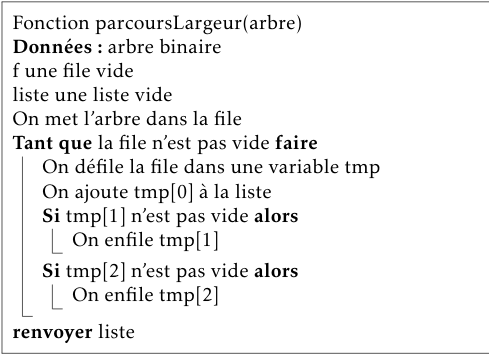 Fonction parcoursLargeur(arbre)
Données : arbre binaire
f une file vide
liste une liste vide
On met l'arbre dans la file
Tant que la file n'est pas vide faire
On défile la file dans une variable tmp
On ajoute tmp[0] à la liste
Si tmp[1] n'est pas vide alors
On enfile tmp[1]
Si tmp[2] n'est pas vide alors
On enfile tmp[2]
renvoyer liste